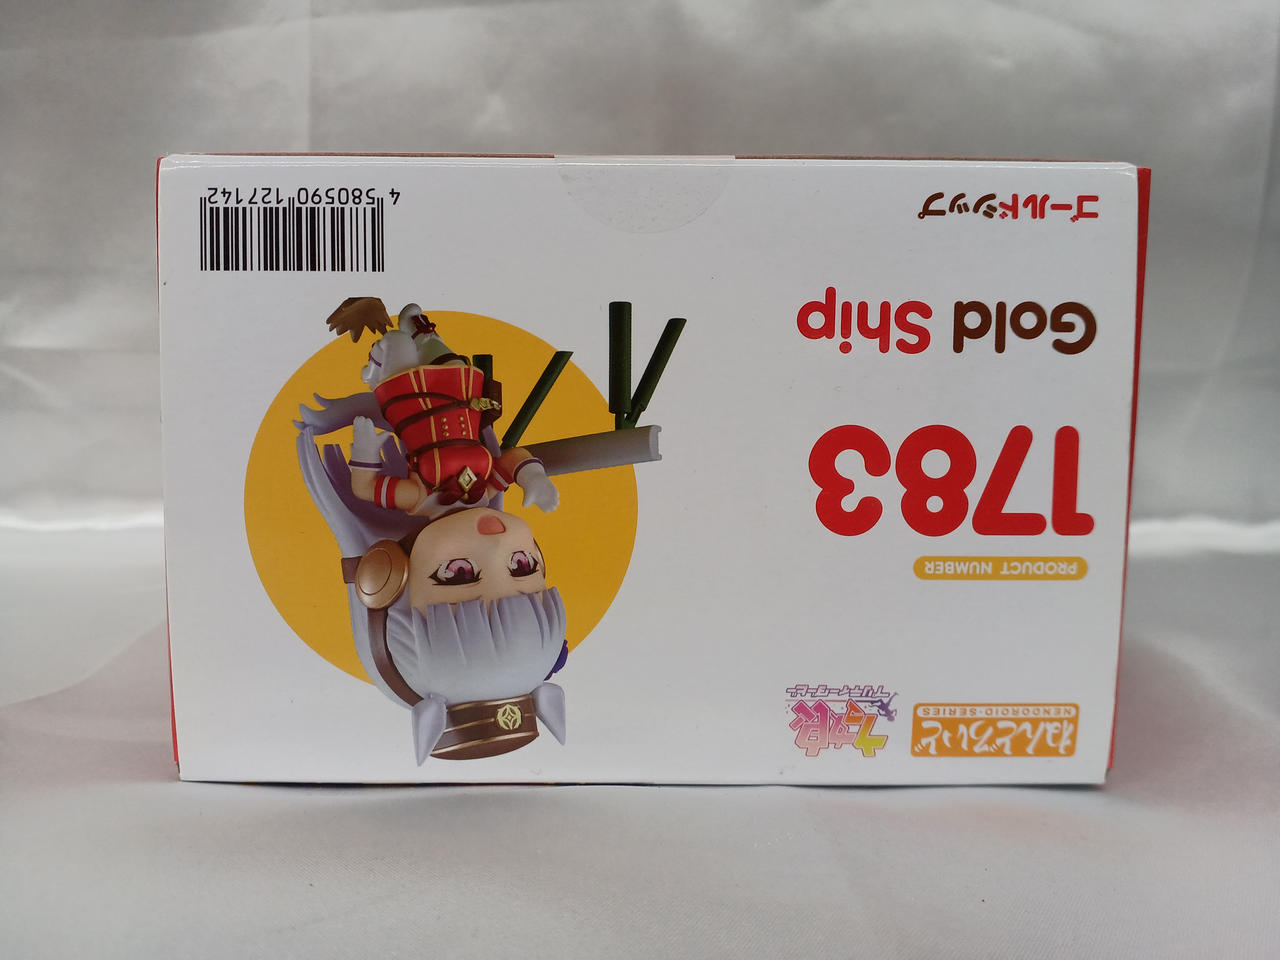 ねんどろいど
NENDOROID・SERIES
ウマ娘
プリティーダービー
PRODUCT NUMBER
1783
Gold Ship
ゴールドシップ
4 580590 127142